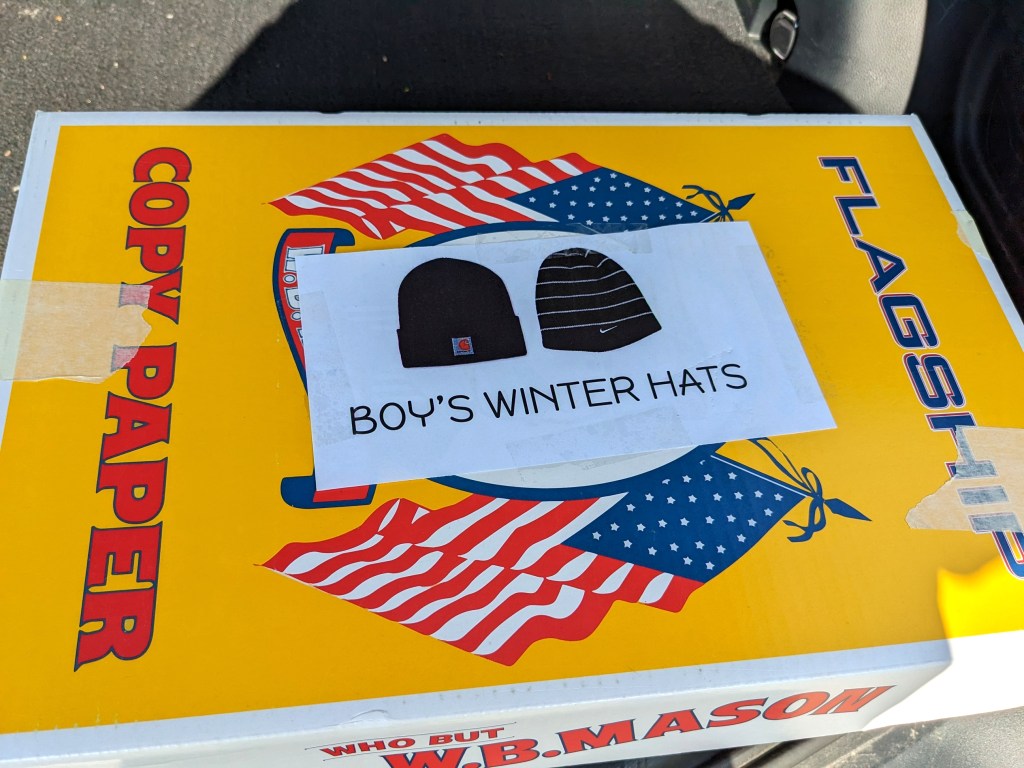 COPY PAPER
BOY'S WINTER HATS
FLAGSHIP
WHO BUT
W.B.MASON